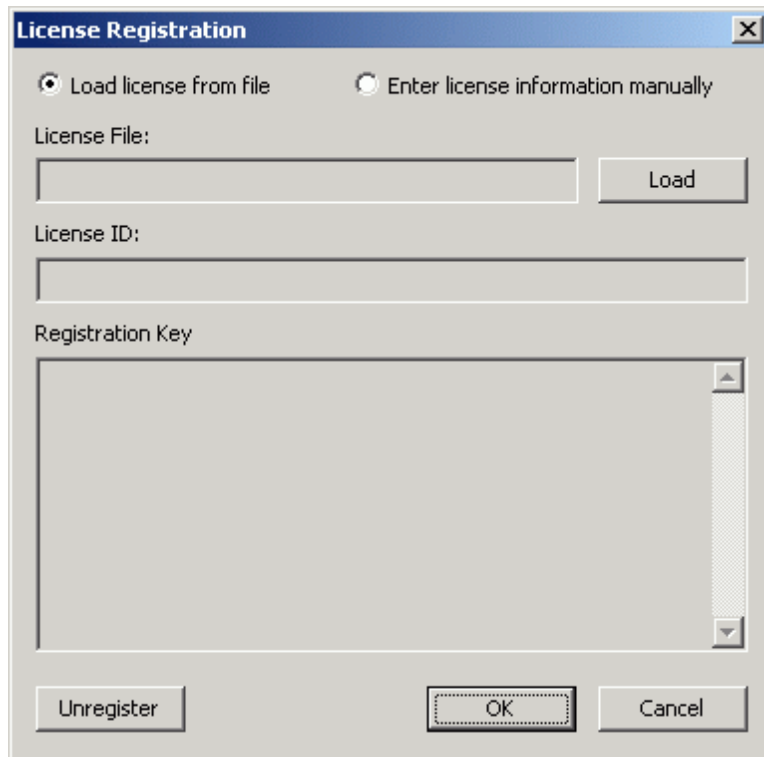 License Registration
Load license from file Enter license information manually
License File:
Load
License ID:
Registration Key
Unregister OK Cancel